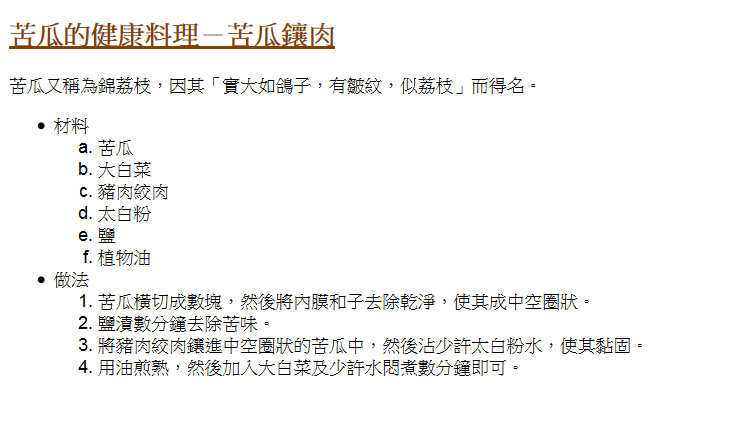 苦瓜的健康料理－苦瓜鑲肉
苦瓜又稱為錦荔枝，因其「實大如鴿子，有皺紋，似荔枝」而得名。
• 材料
a. 苦瓜
b. 大白菜
c. 豬肉絞肉
d. 太白粉
e. 鹽
f. 植物油
• 做法
1. 苦瓜橫切成數塊，然後將內膜和子去除乾淨，使其成中空圈狀。
2. 鹽漬數分鐘去除苦味。
3. 將豬肉絞肉鑲進中空圈狀的苦瓜中，然後沾少許太白粉水，使其黏固。
4. 用油煎熟，然後加入大白菜及少許水悶煮數分鐘即可。